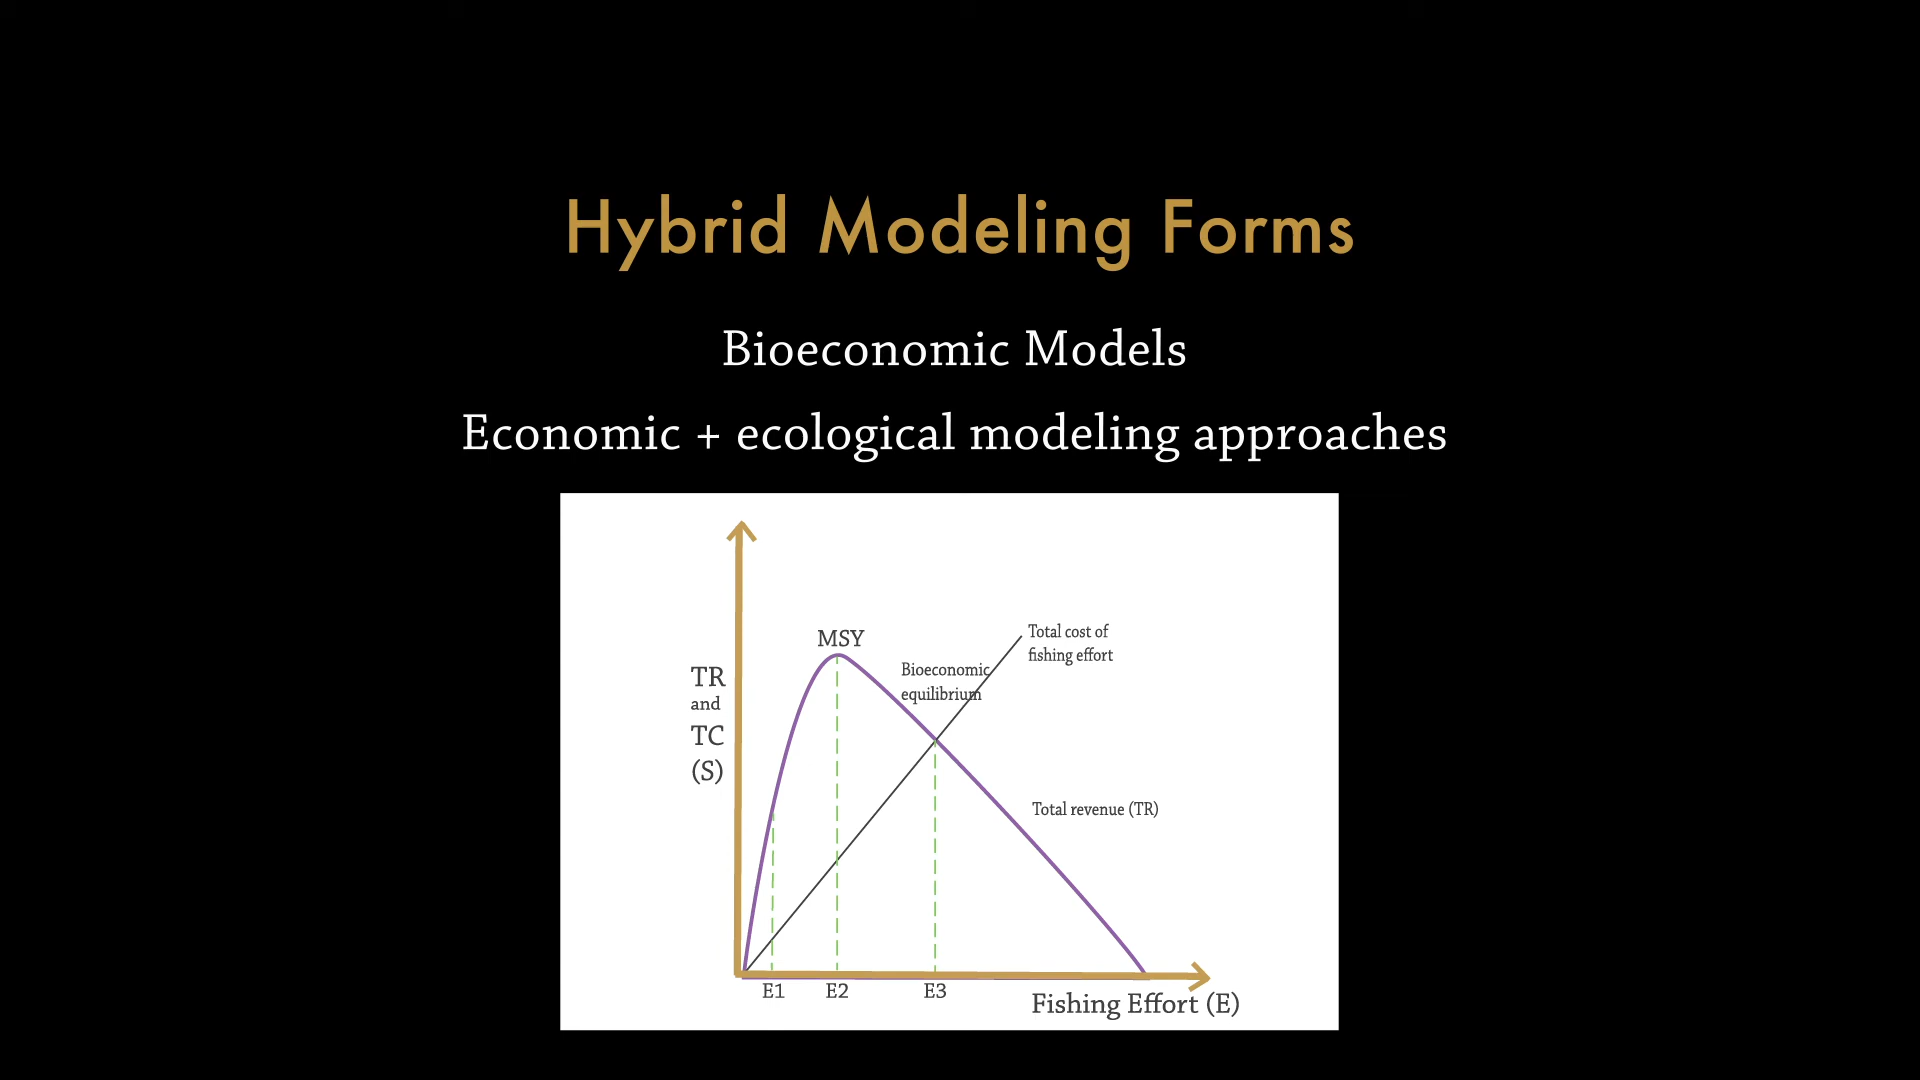 Hybrid Modeling Forms
Bioeconomic Models
Economic + ecological modeling approaches
MSY
Total cost of
fishing effort
Bioeconomic
equilibrium
TR
and
TC
(S)
Total revenue (TR)
E1
E2
E3
Fishing Effort (E)